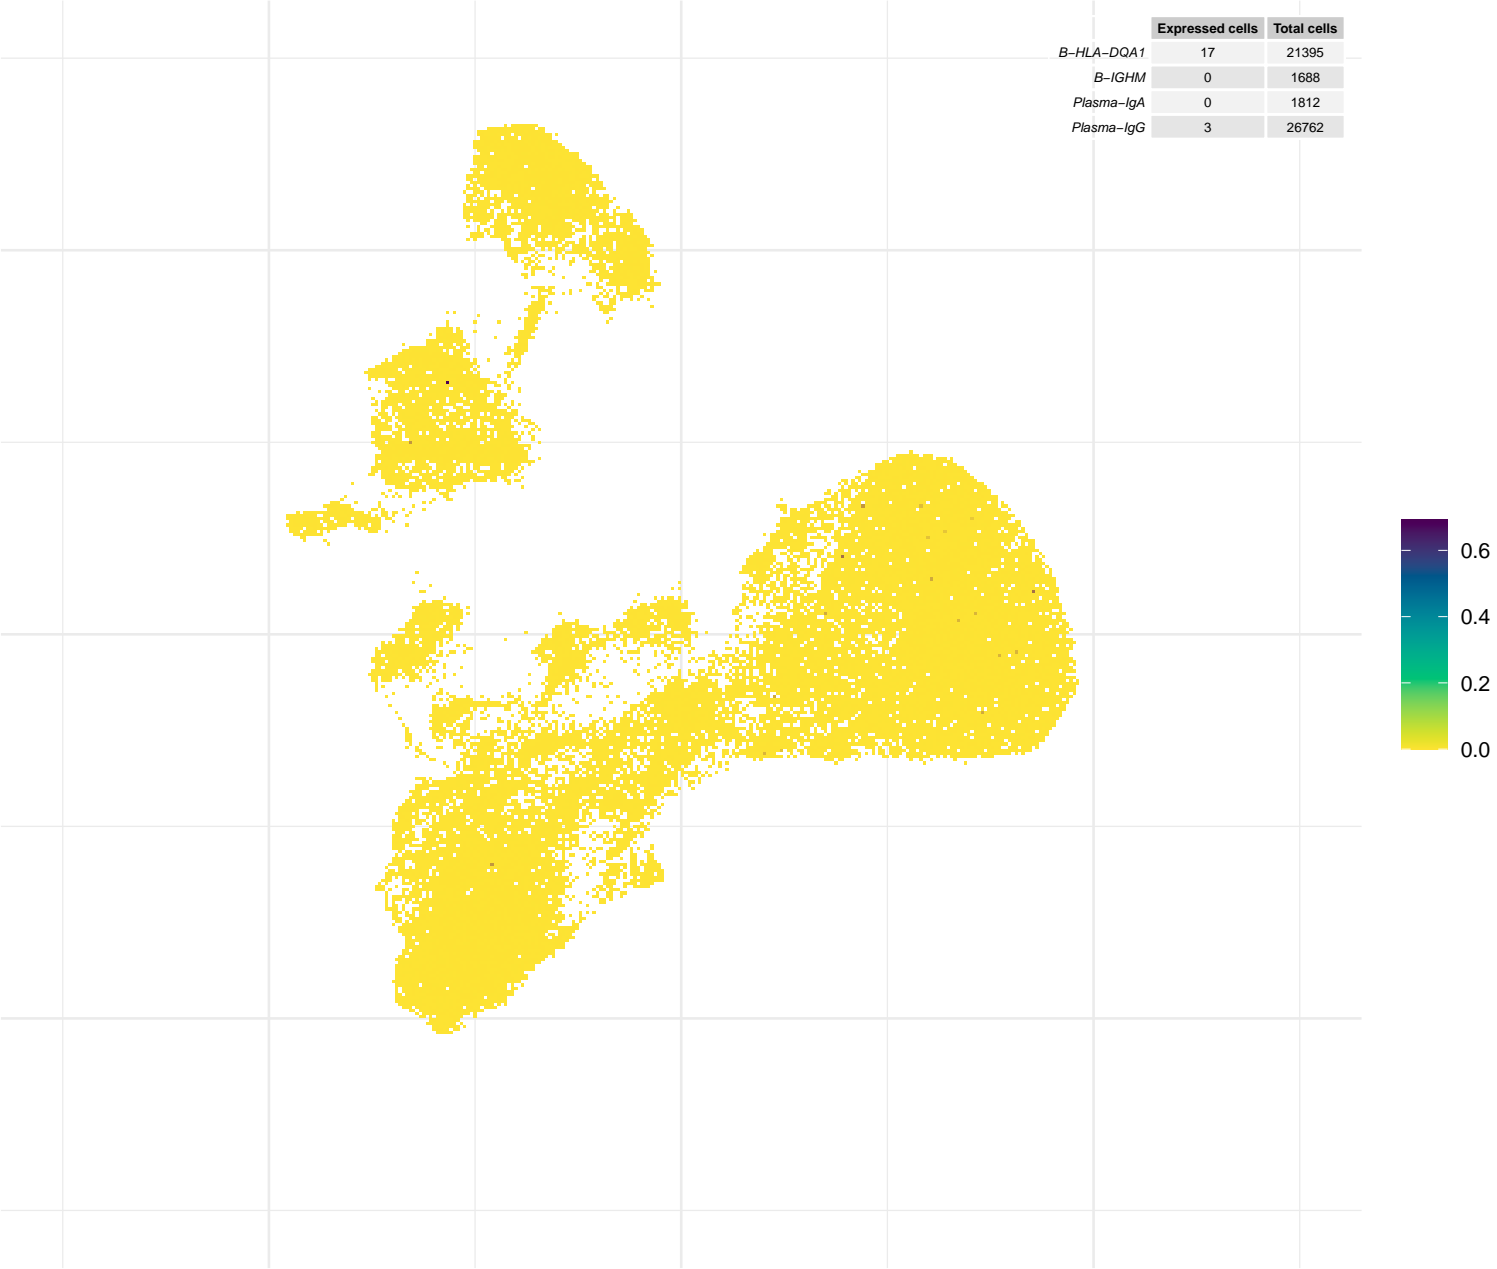 Expressed cells Total cells
B−HLA−DQA1 17 21395
B−IGHM 0 1688
Plasma−IgA 0 1812
Plasma−IgG 3 26762
0.6
0.4
0.2
0.0